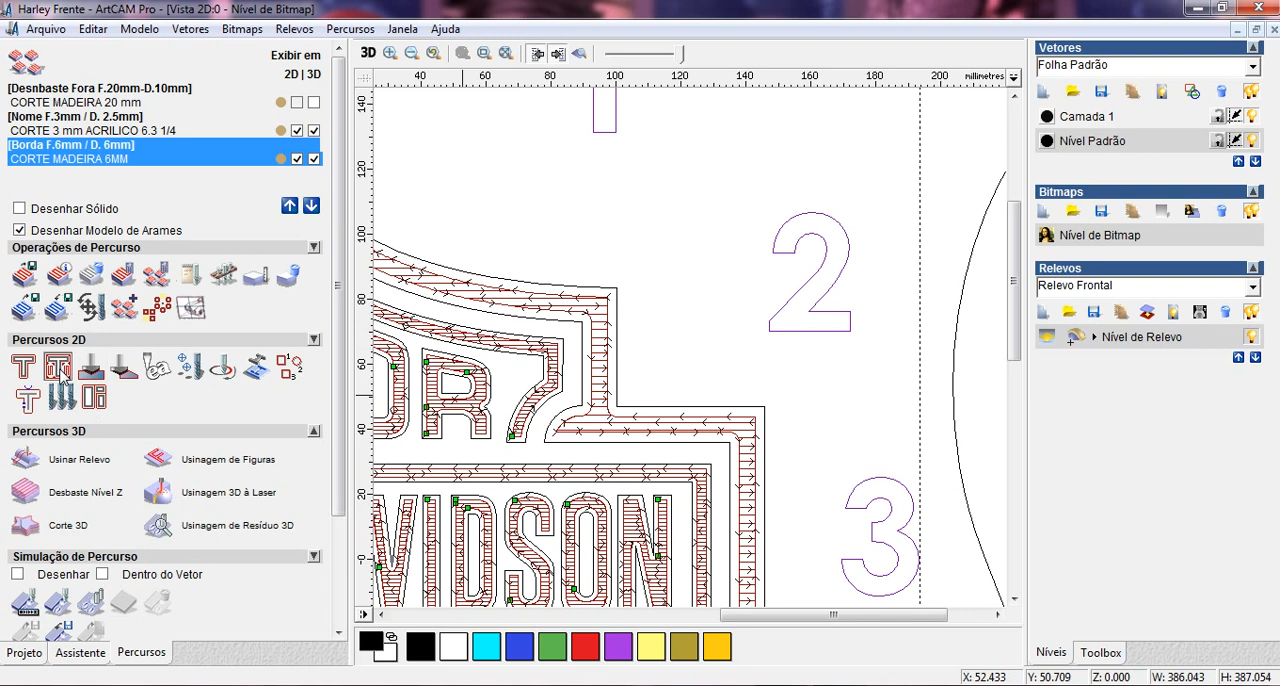 Harley Frente - ArtCAM Pro - [Vista 2D:0 - Nível de Bitmap]
Arquivo Editar Modelo Vetores Bitmaps Relevos Percursos Janela Ajuda
Exibir em
2D | 3D
[Desnbaste Fora F.20mm-D.10mm]
CORTE MADEIRA 20 mm
[Nome F.3mm / D. 2.5mm]
CORTE 3 mm ACRILICO 6.3 1/4
[Borda F.6mm / D. 6mm]
CORTE MADEIRA 6MM
Desenhar Sólido
Desenhar Modelo de Arames
Operações de Percurso
Percursos 2D
Percursos 3D
Usinar Relevo Usinagem de Figuras
Desbaste Nível Z Usinagem 3D à Laser
Corte 3D Usinagem de Resíduo 3D
Simulação de Percurso
Desenhar Dentro do Vetor
Projeto Assistente Percursos
3D
40 60 80 100 120 140 160 180 200 millimetres
140
120
100
80
60
40
20
0
2
DR7
3
VIDSON
Vetores
Folha Padrão
Camada 1
Nível Padrão
Bitmaps
Nível de Bitmap
Relevos
Relevo Frontal
Nível de Relevo
Níveis Toolbox
X: 52.433 Y: 50.709 Z: 0.000 W: 386.043 H: 387.054